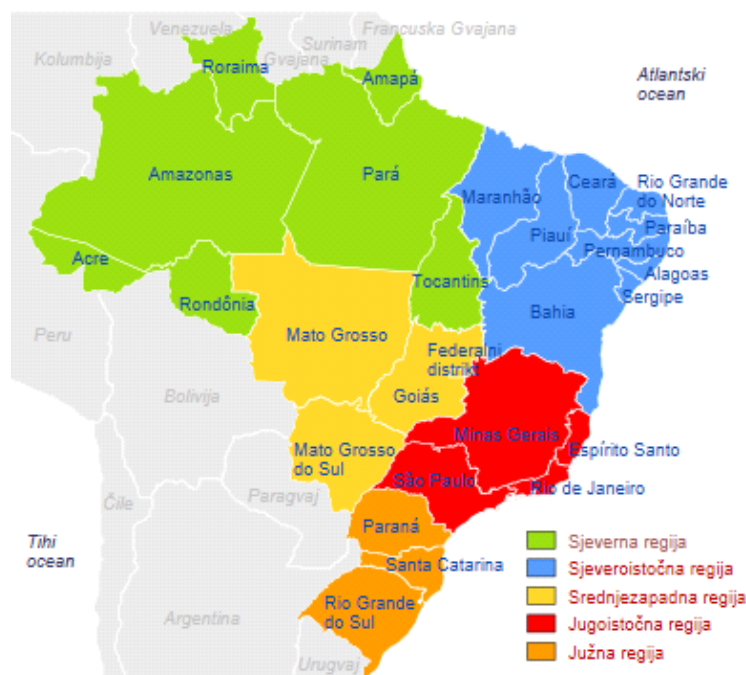 Venezuela
Francuska Gvajana
Surinam
Kolumbija
Gvajana
Roraima
Amapá
Atlantski
ocean
Amazonas
Pará
Maranhão
Ceará
Rio Grande
do Norte
Paraíba
Piauí
Pernambuco
Acre
Alagoas
Tocantins
Sergipe
Rondônia
Bahia
Peru
Mato Grosso
Federalni
distrikt
Bolivija
Goiás
Minas Gerais
Mato Grosso
do Sul
Espírito Santo
São Paulo
Rio de Janeiro
Paragvaj
Čile
Paraná
Tihi
ocean
Santa Catarina
Rio Grande
do Sul
Argentina
Urugvaj
Sjeverna regija
Sjeveroistočna regija
Srednjezapadna regija
Jugoistočna regija
Južna regija